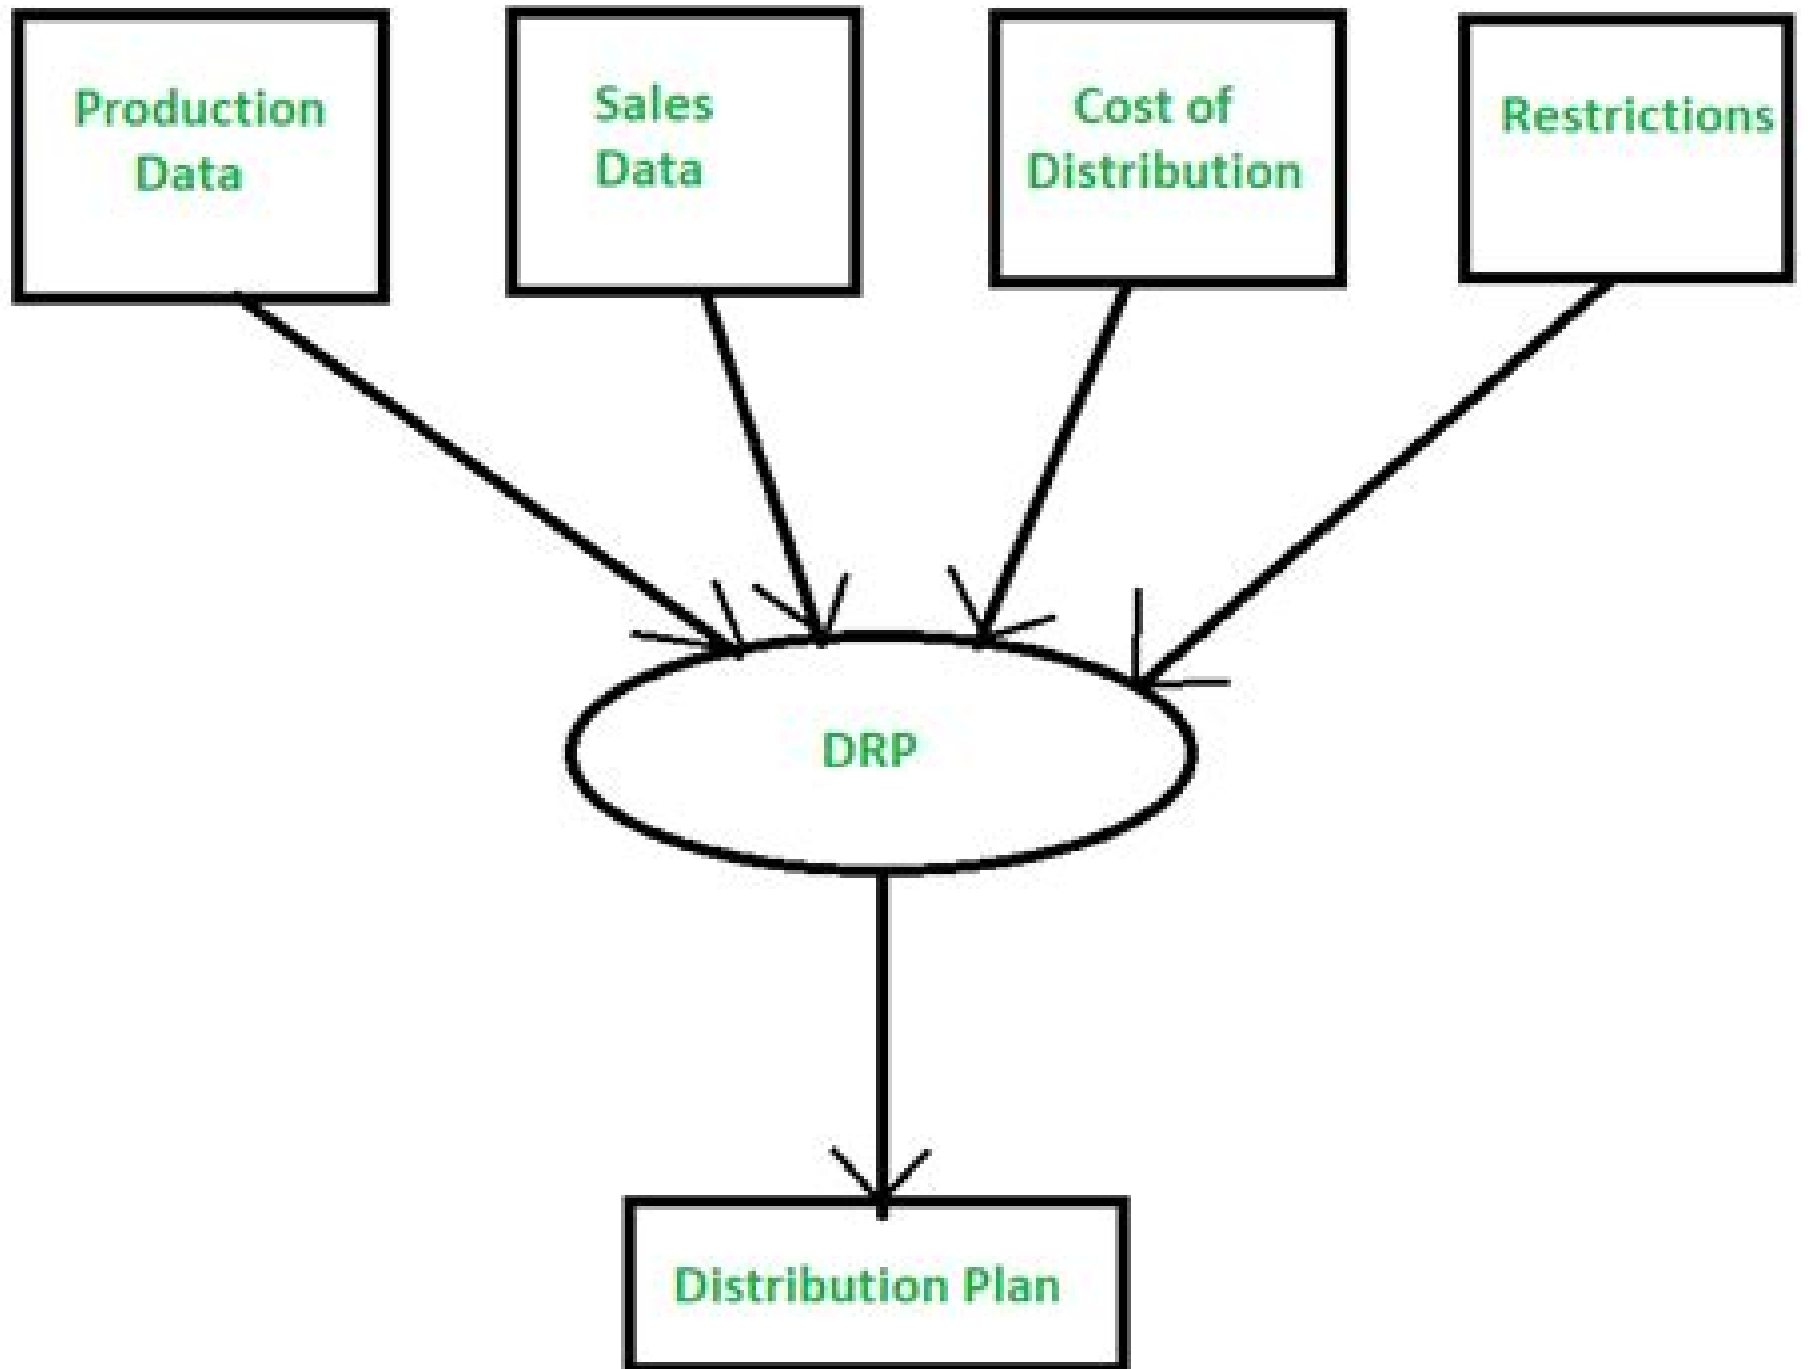 Production
Data
Sales
Data
Cost of
Distribution
Restrictions
DRP
Distribution Plan